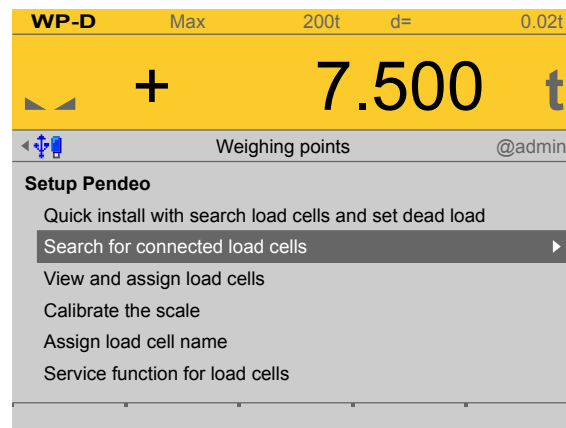 WP-D Max 200t d= 0.02t
+ 7.500 t
Weighing points @admin
Setup Pendeo
Quick install with search load cells and set dead load
Search for connected load cells
View and assign load cells
Calibrate the scale
Assign load cell name
Service function for load cells